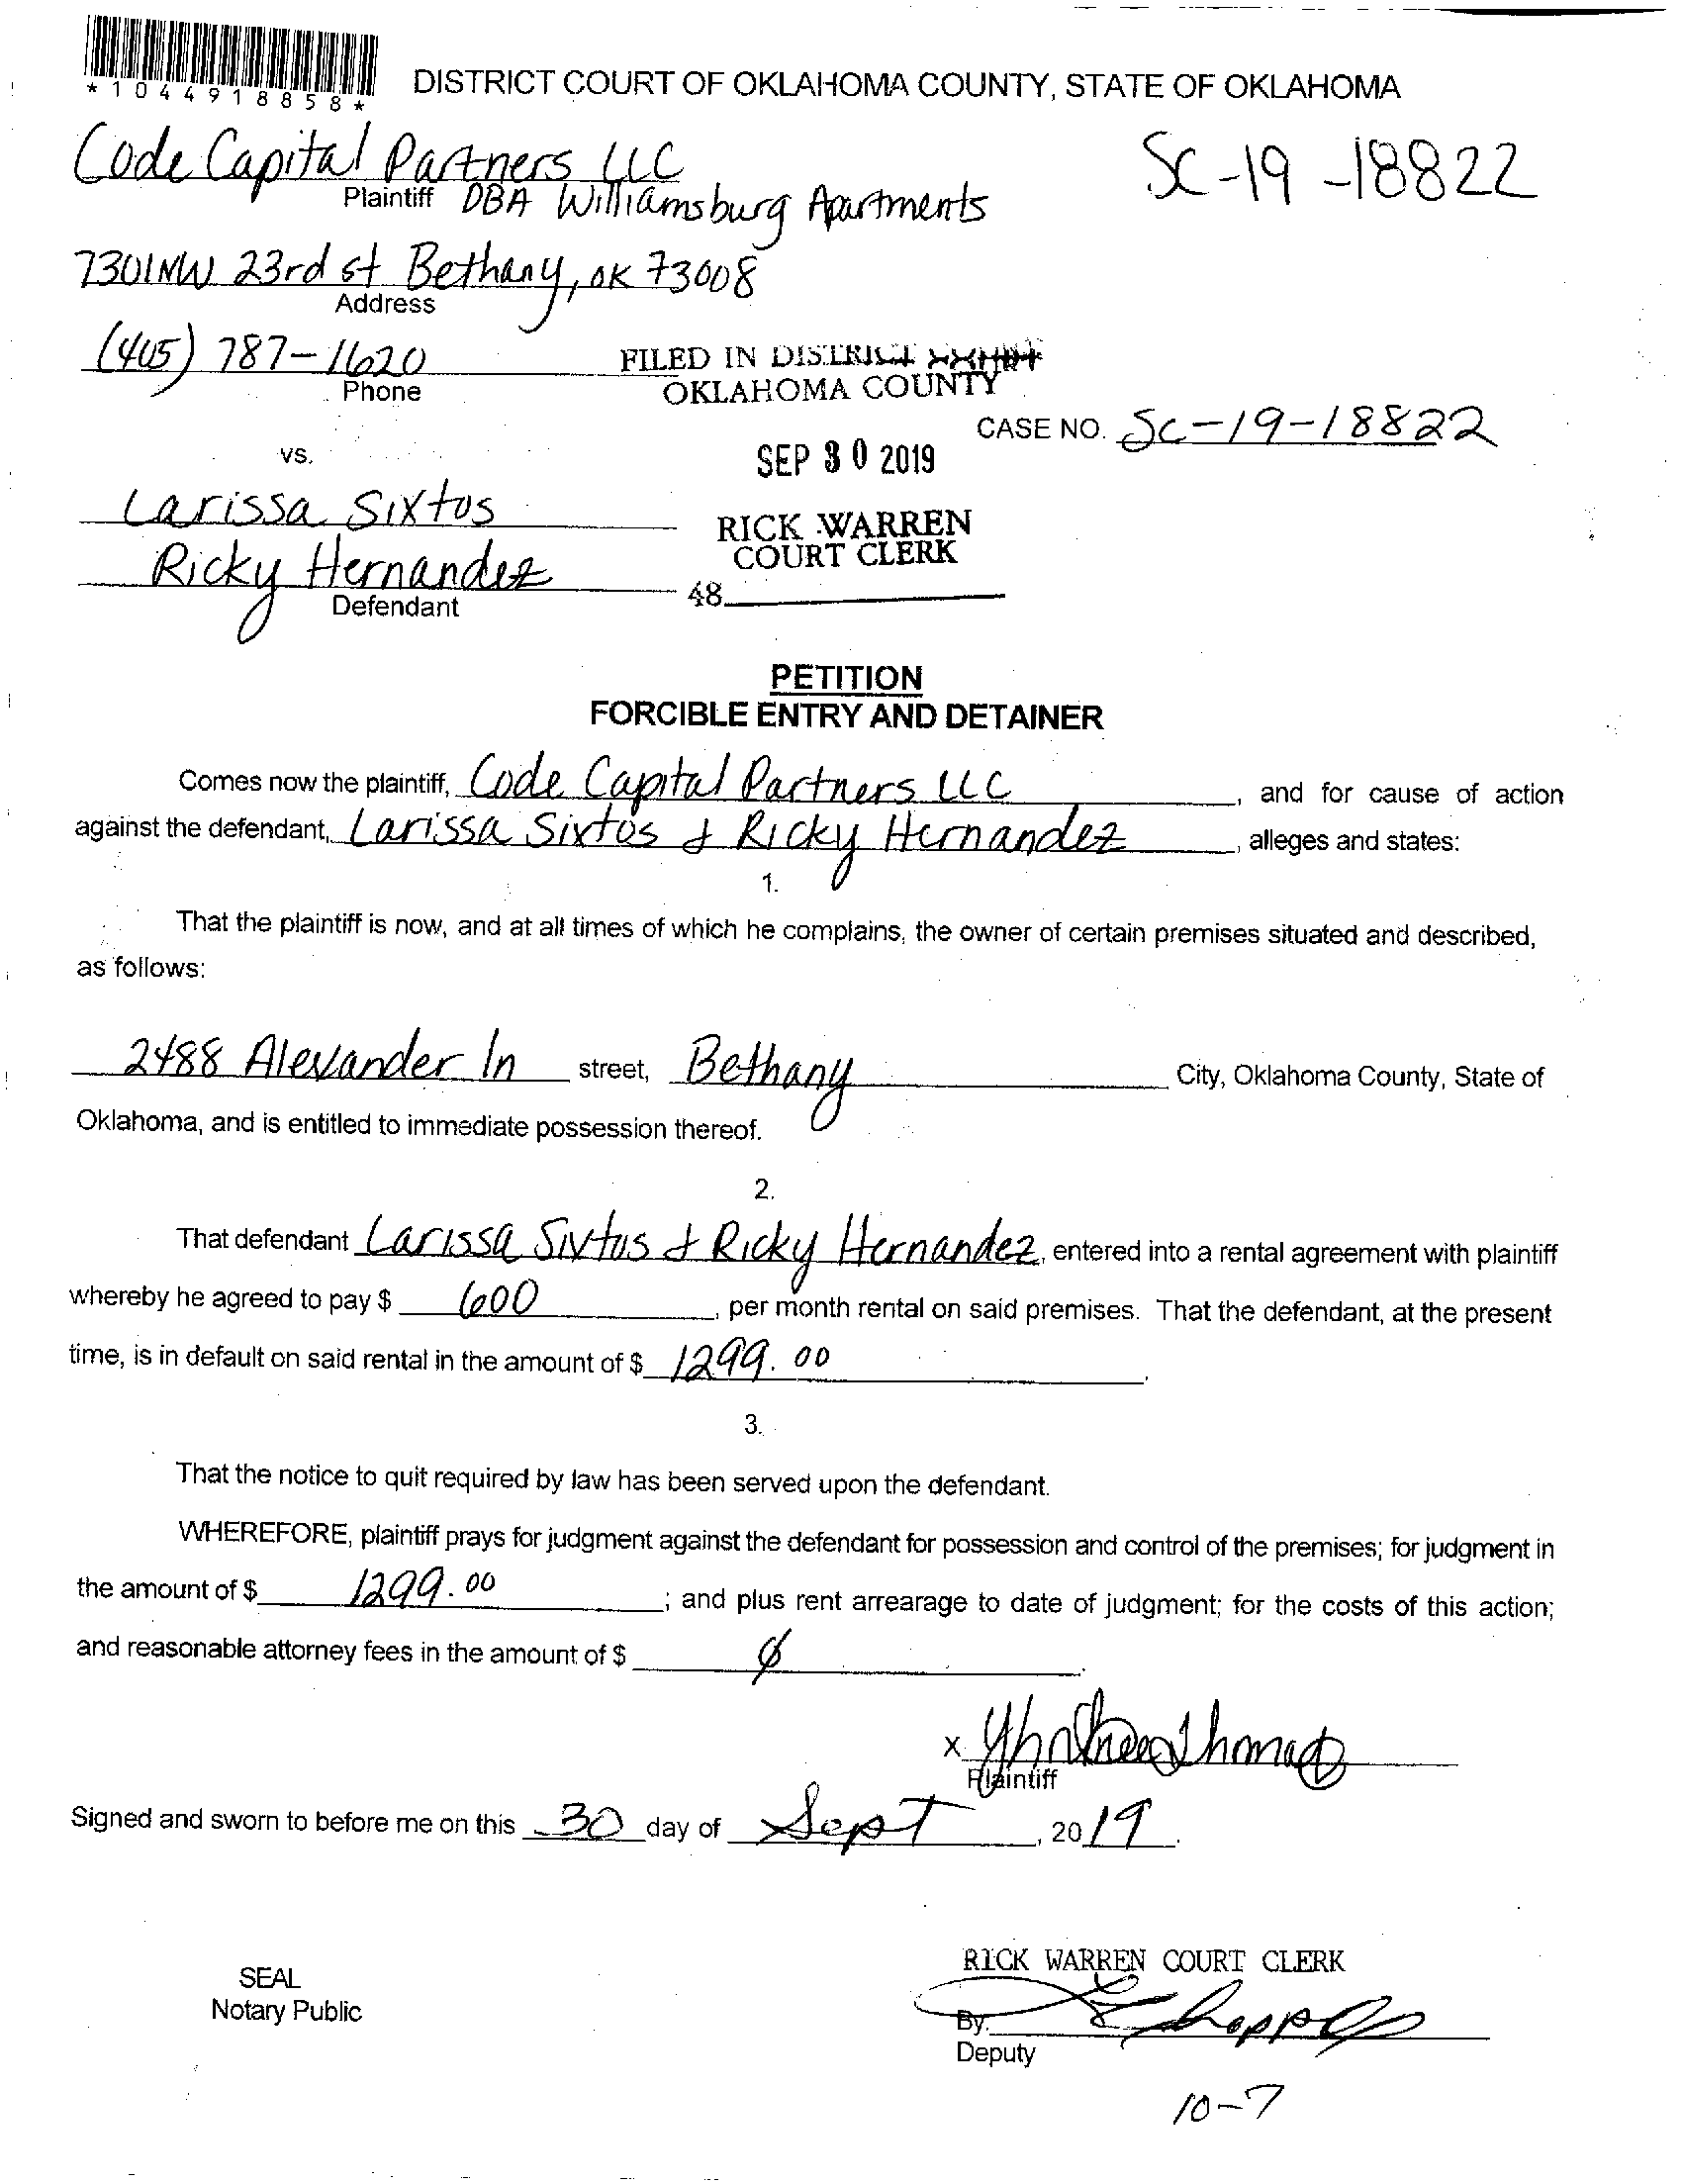 *1044918858*
DISTRICT COURT OF OKLAHOMA COUNTY, STATE OF OKLAHOMA
Code Capital Partners LLC
SC-19-18822
Plaintiff DBA Williamsburg Apartments
7301 NW 23rd st Bethany, OK 73008
Address
(405) 787-1620
Phone
FILED IN DISTRICT
OKLAHOMA COUNTY
CASE NO. SC-19-18822
vs.
SEP 30 2019
Larissa Sixtos
RICK WARREN
COURT CLERK
Ricky Hernandez
48
Defendant
PETITION
FORCIBLE ENTRY AND DETAINER
Comes now the plaintiff, Code Capital Partners LLC, and for cause of action
against the defendant, Larissa Sixtos & Ricky Hernandez, alleges and states:
1.
That the plaintiff is now, and at all times of which he complains, the owner of certain premises situated and described,
as follows:
2488 Alexander ln street, Bethany City, Oklahoma County, State of
Oklahoma, and is entitled to immediate possession thereof.
2.
That defendant Larissa Sixtos & Ricky Hernandez, entered into a rental agreement with plaintiff
whereby he agreed to pay $ 600, per month rental on said premises. That the defendant, at the present
time, is in default on said rental in the amount of $ 1299.00.
3.
That the notice to quit required by law has been served upon the defendant.
WHEREFORE, plaintiff prays for judgment against the defendant for possession and control of the premises; for judgment in
the amount of $ 1299.00; and plus rent arrearage to date of judgment; for the costs of this action;
and reasonable attorney fees in the amount of $ 0.
x
Plaintiff
Signed and sworn to before me on this 30 day of Sept, 2019.
RICK WARREN COURT CLERK
SEAL
Notary Public
By:
Deputy
10-7